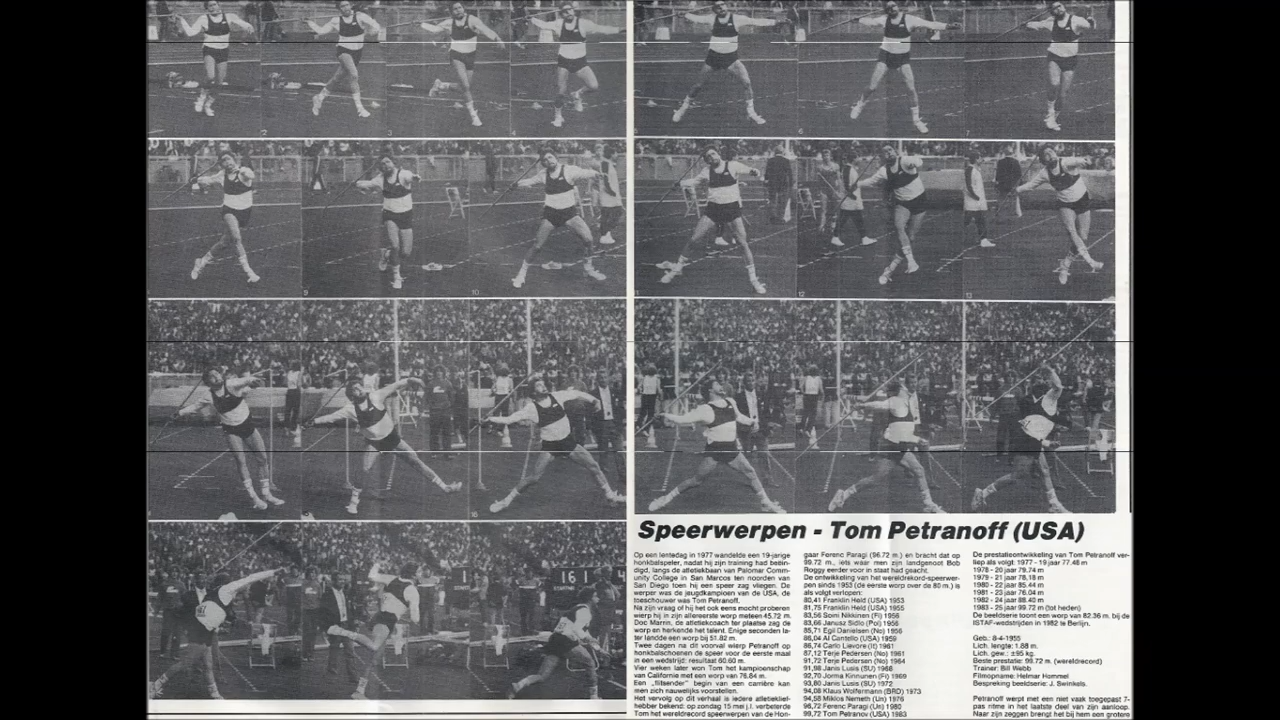 Speerwerpen - Tom Petranoff (USA)
Op een lentedag in 1977 wandelde een 19-jarige
honkbalspeler, nadat hij zijn training had beëin-
digd, langs de atletiekbaan van Palomar Comm-
unity College in San Marcos ten noorden van
San Diego toen hij een speer zag vliegen. De
werper was de jeugdkampioen van de USA, de
toeschouwer was Tom Petranoff.
Na zijn vraag of hij het ook eens mocht proberen
wierp hij in zijn allereerste worp meteen 45.72 m.
Doc Marrin, de atletiekcoach ter plaatse zag de
worp en herkende het talent. Enige seconden la-
ter landde een worp bij 51.82 m.
Twee dagen na dit voorval wierp Petranoff op
honkbalschoenen de speer voor de eerste maal
in een wedstrijd: resultaat 60.60 m.
Vier weken later won Tom het kampioenschap
van Californie met een worp van 76.84 m.
Een „flitsender" begin van een carrière kan
men zich nauwelijks voorstellen.
Het vervolg op dit verhaal is iedere atletieklief-
hebber bekend: op zondag 15 mei j.l. verbeterde
Tom het wereldrecord speerwerpen van de Hon-
gaar Ferenc Paragi (96.72 m.) en bracht dat op
99.72 m., iets waar men zijn landgenoot Bob
Roggy eerder voor in staat had geacht.
De ontwikkeling van het wereldrekord-speerwer-
pen sinds 1953 (de eerste worp over de 80 m.) is
als volgt verlopen:
80,41 Franklin Held (USA) 1953
81,75 Franklin Held (USA) 1955
83,56 Soini Nikkinen (Fi) 1956
83,66 Janusz Sidlo (Pol) 1956
85,71 Egil Danielsen (No) 1956
86,04 Al Cantello (USA) 1959
86,74 Carlo Lievore (It) 1961
87,12 Terje Pedersen (No) 1961
91,72 Terje Pedersen (No) 1964
91,98 Janis Lusis (SU) 1968
92,70 Jorma Kinnunen (Fi) 1969
93,80 Janis Lusis (SU) 1972
94,08 Klaus Wolfermann (BRD) 1973
94,58 Miklos Nemeth (Un) 1976
96,72 Ferenc Paragi (Un) 1980
99,72 Tom Petranov (USA) 1983
De prestatieontwikkeling van Tom Petranoff ver-
liep als volgt: 1977 - 19 jaar 77.48 m
1978 - 20 jaar 79.74 m
1979 - 21 jaar 78,18 m
1980 - 22 jaar 85.44 m
1981 - 23 jaar 76.04 m
1982 - 24 jaar 88.40 m
1983 - 25 jaar 99.72 m (tot heden)
De beeldserie toont een worp van 82.36 m. bij de
ISTAF-wedstrijden in 1982 te Berlijn.
Geb.: 8-4-1955
Lich. lengte: 1.88 m.
Lich. gew.: ±95 kg.
Beste prestatie: 99.72 m. (wereldrecord)
Trainer: Bill Webb
Filmopname: Helmar Hommel
Bespreking beeldserie: J. Swinkels.
Petranoff werpt met een niet vaak toegepast 7-
pas ritme in het laatste deel van zijn aanloop.
Naar zijn zeggen brengt het bij hem een grotere